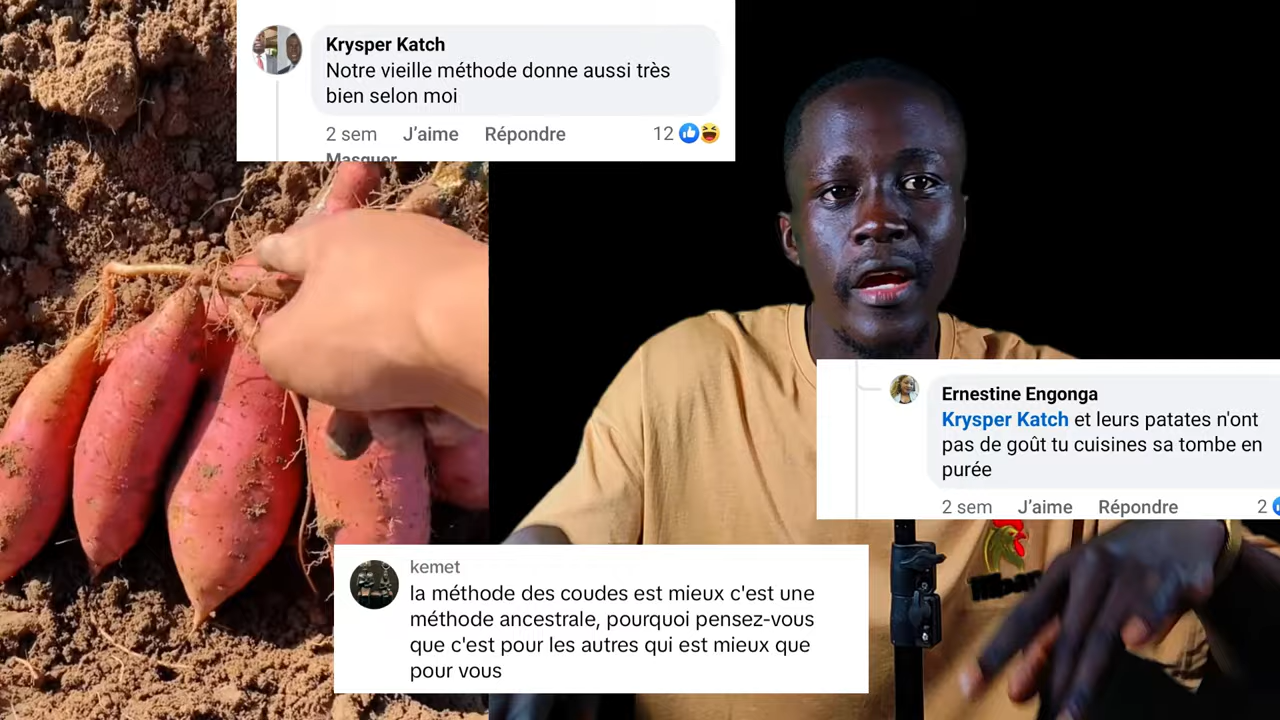 Krysper Katch
Notre vieille méthode donne aussi très
bien selon moi
2 sem J’aime Répondre 12
Masquer
Ernestine Engonga
Krysper Katch et leurs patates n'ont
pas de goût tu cuisines sa tombe en
purée
2 sem J’aime Répondre 2
kemet
la méthode des coudes est mieux c'est une
méthode ancestrale, pourquoi pensez-vous
que c'est pour les autres qui est mieux que
pour vous